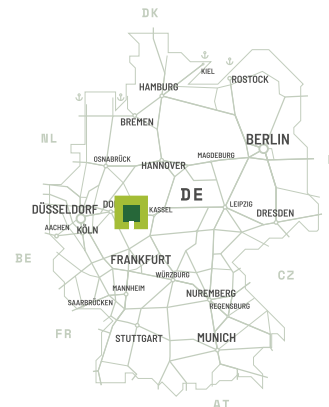 DK
KIEL
ROSTOCK
HAMBURG
BREMEN
BERLIN
NL
OSNABRÜCK
HANNOVER
MAGDEBURG
DE
DÜSSELDORF
DO
KASSEL
LEIPZIG
DRESDEN
AACHEN
KÖLN
BE
FRANKFURT
WÜRZBURG
CZ
MANNHEIM
NUREMBERG
SAARBRÜCKEN
REGENSBURG
FR
STUTTGART
MUNICH
AT